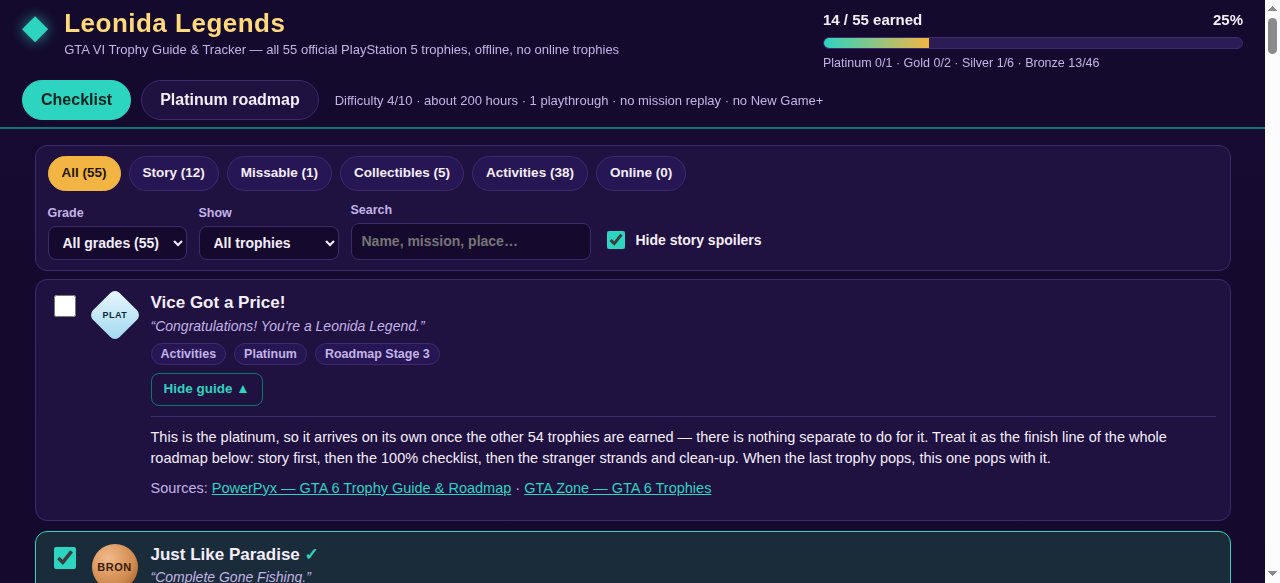 Leonida Legends
GTA VI Trophy Guide & Tracker — all 55 official PlayStation 5 trophies, offline, no online trophies
14 / 55 earned 25%
Platinum 0/1 · Gold 0/2 · Silver 1/6 · Bronze 13/46
Checklist Platinum roadmap Difficulty 4/10 · about 200 hours · 1 playthrough · no mission replay · no New Game+
All (55) Story (12) Missable (1) Collectibles (5) Activities (38) Online (0)
Grade Show Search
All grades (55) All trophies Name, mission, place… Hide story spoilers
PLAT
Vice Got a Price!
“Congratulations! You're a Leonida Legend.”
Activities Platinum Roadmap Stage 3
Hide guide ▲
This is the platinum, so it arrives on its own once the other 54 trophies are earned — there is nothing separate to do for it. Treat it as the finish line of the whole
roadmap below: story first, then the 100% checklist, then the stranger strands and clean-up. When the last trophy pops, this one pops with it.
Sources: PowerPyx — GTA 6 Trophy Guide & Roadmap · GTA Zone — GTA 6 Trophies
BRON
Just Like Paradise ✓
“Complete Gone Fishing.”